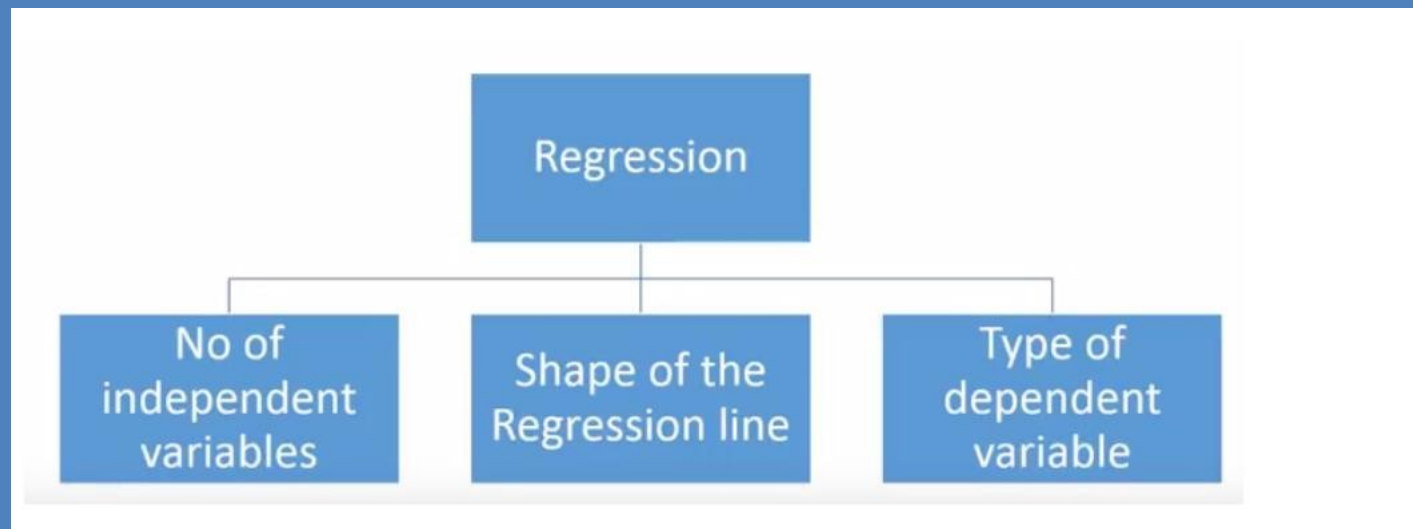 Regression
No of
independent
variables
Shape of the
Regression line
Type of
dependent
variable